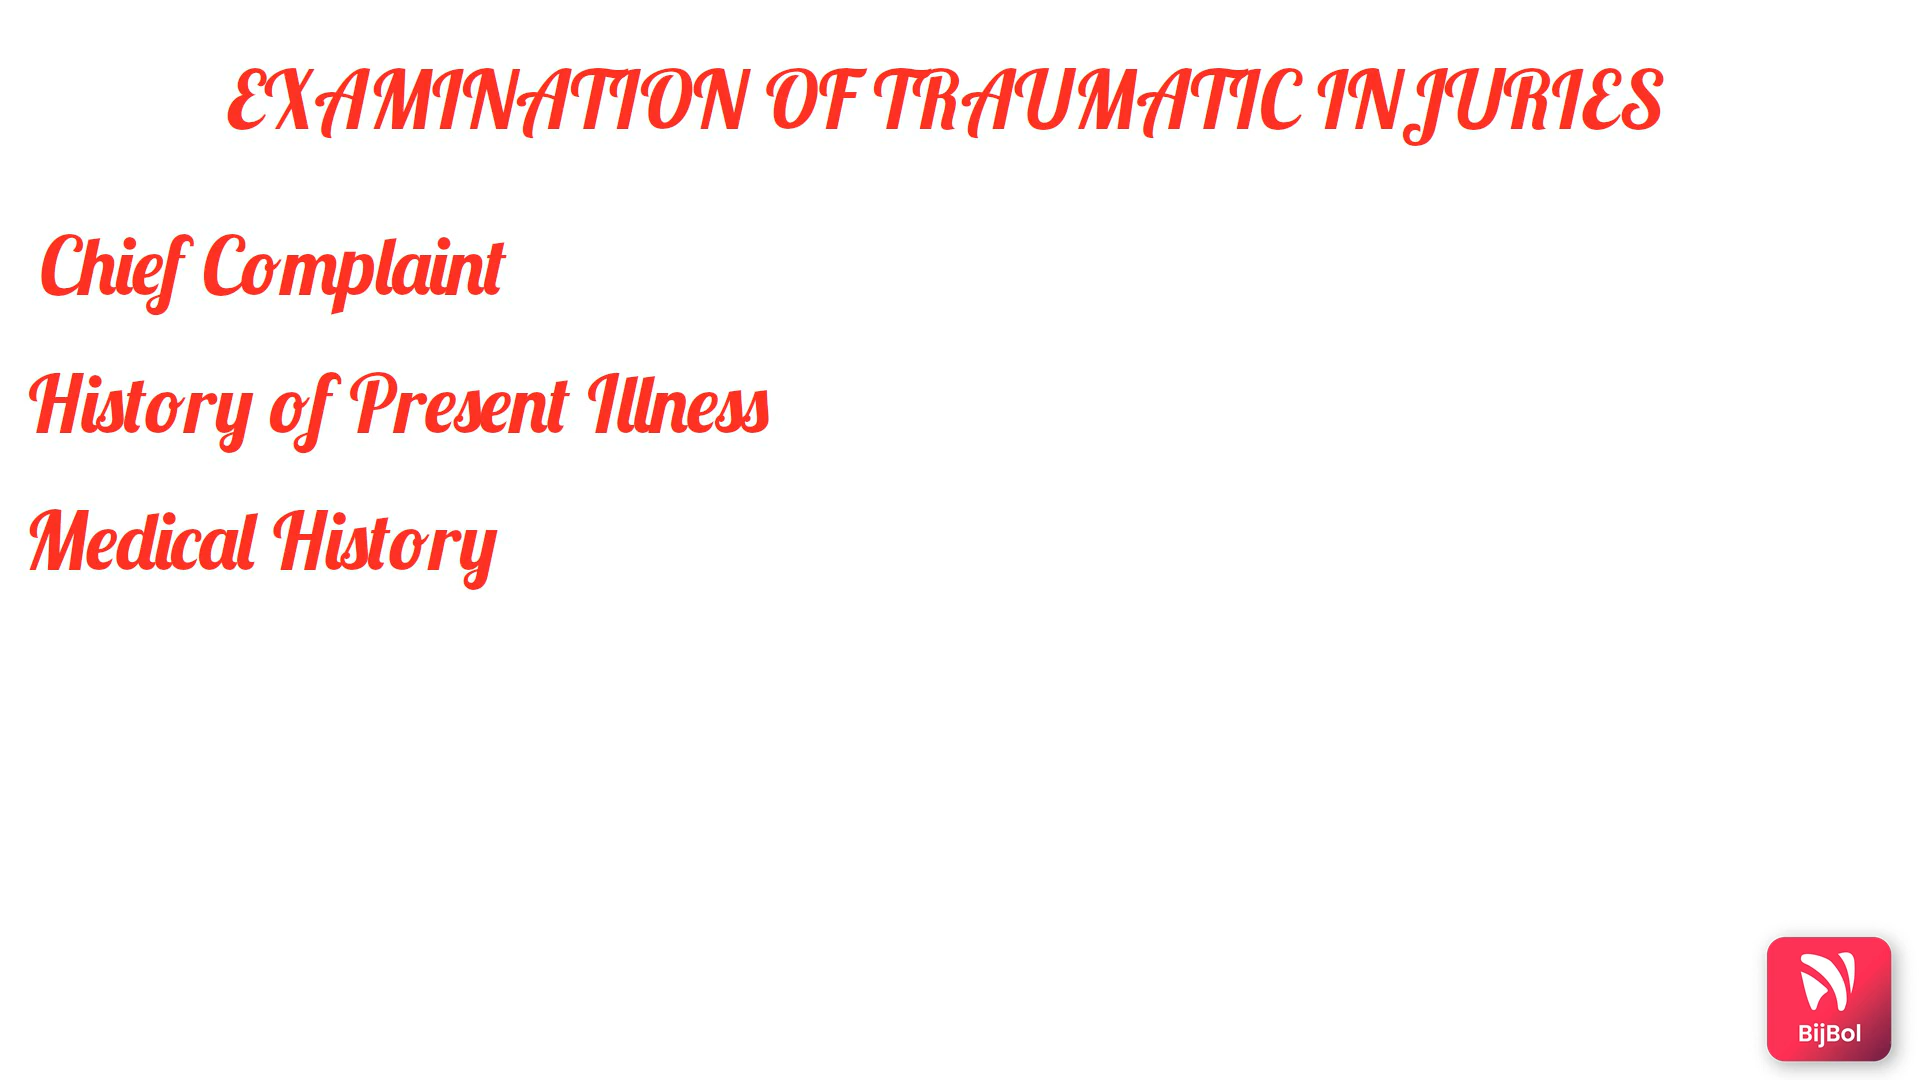 EXAMINATION OF TRAUMATIC INJURIES
Chief Complaint
History of Present Illness
Medical History
BijBol